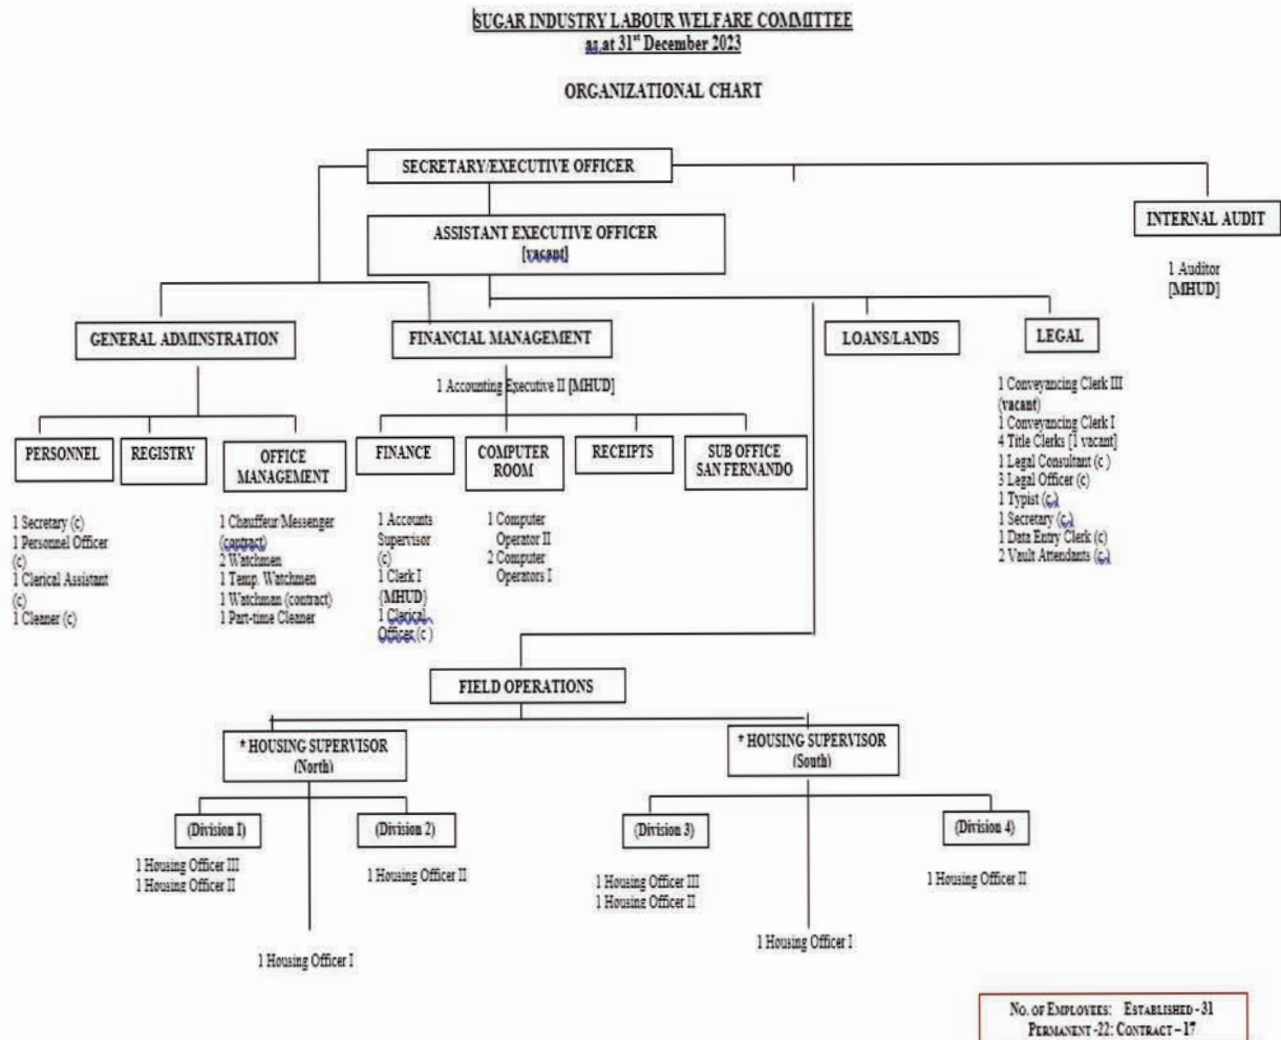 SUGAR INDUSTRY LABOUR WELFARE COMMITTEE
as at 31st December 2023
ORGANIZATIONAL CHART
SECRETARY/EXECUTIVE OFFICER
ASSISTANT EXECUTIVE OFFICER
[vacant]
INTERNAL AUDIT
1 Auditor
[MHUD]
GENERAL ADMINSTRATION
FINANCIAL MANAGEMENT
LOANS/LANDS
LEGAL
1 Accounting Executive II [MHUD]
1 Conveyancing Clerk III
(vacant)
1 Conveyancing Clerk I
4 Title Clerks [1 vacant]
1 Legal Consultant (c )
3 Legal Officer (c)
1 Typist (c.)
1 Secretary (c.)
1 Data Entry Clerk (c)
2 Vault Attendants (c.)
PERSONNEL
REGISTRY
OFFICE
MANAGEMENT
FINANCE
COMPUTER
ROOM
RECEIPTS
SUB OFFICE
SAN FERNANDO
1 Secretary (c)
1 Personnel Officer
(c)
1 Clerical Assistant
(c)
1 Cleaner (c)
1 Chauffeur/Messenger
(contract)
2 Watchmen
1 Temp. Watchmen
1 Watchman (contract)
1 Part-time Cleaner
1 Accounts
Supervisor
(c)
1 Clerk I
{MHUD}
1 Clerical
Officer (c )
1 Computer
Operator II
2 Computer
Operators I
FIELD OPERATIONS
* HOUSING SUPERVISOR
(North)
* HOUSING SUPERVISOR
(South)
(Division I)
(Division 2)
(Division 3)
(Division 4)
1 Housing Officer III
1 Housing Officer II
1 Housing Officer II
1 Housing Officer III
1 Housing Officer II
1 Housing Officer II
1 Housing Officer I
1 Housing Officer I
NO. OF EMPLOYEES: ESTABLISHED - 31
PERMANENT -22: CONTRACT – 17